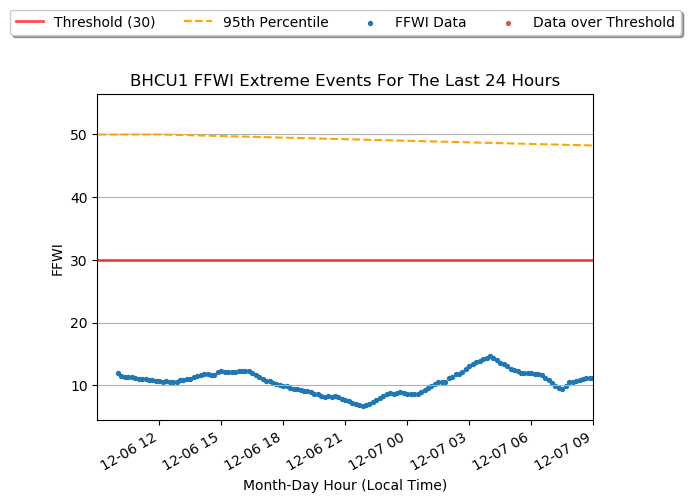 Threshold (30) 95th Percentile FFWI Data Data over Threshold
BHCU1 FFWI Extreme Events For The Last 24 Hours
50
40
30
20
10
FFWI
12-06 12 12-06 15 12-06 18 12-06 21 12-07 00 12-07 03 12-07 06 12-07 09
Month-Day Hour (Local Time)